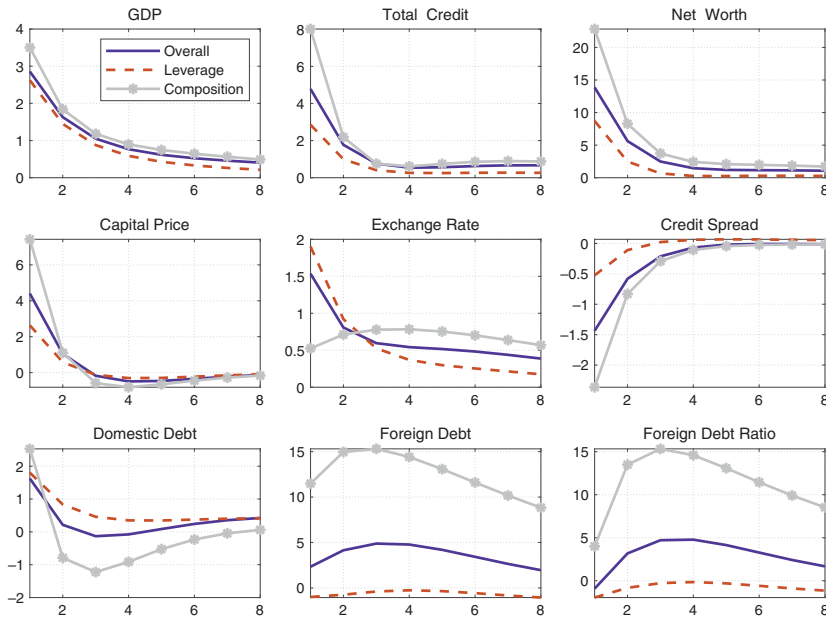 GDP
4
3
2
1
0
2 4 6 8
Overall
Leverage
Composition
Total Credit
8
6
4
2
0
2 4 6 8
Net Worth
20
15
10
5
0
2 4 6 8
Capital Price
6
4
2
0
2 4 6 8
Exchange Rate
2
1.5
1
0.5
0
2 4 6 8
Credit Spread
0
−0.5
−1
−1.5
−2
2 4 6 8
Domestic Debt
2
1
0
−1
−2
2 4 6 8
Foreign Debt
15
10
5
0
2 4 6 8
Foreign Debt Ratio
15
10
5
0
2 4 6 8